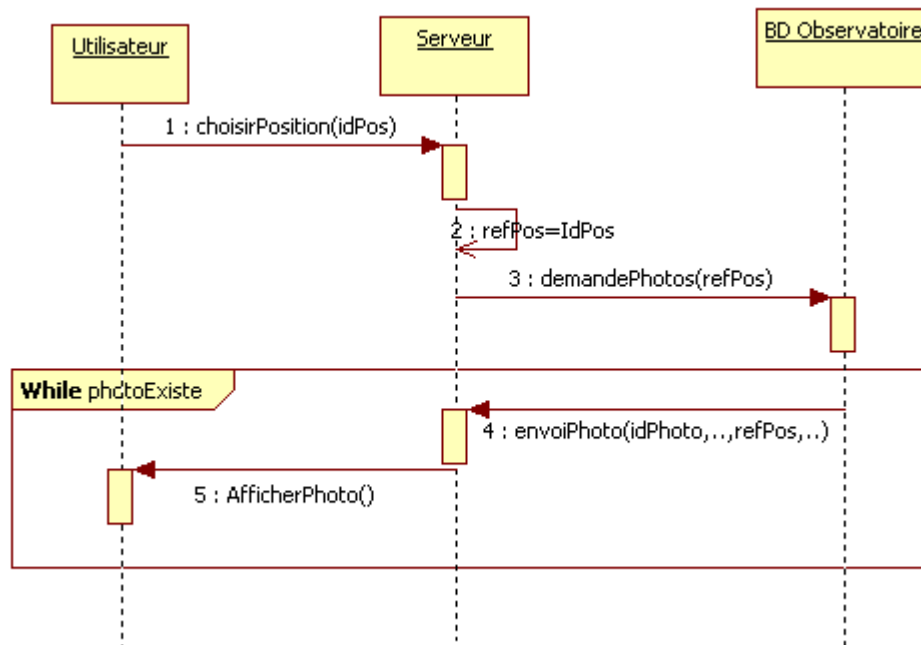 Utilisateur
Serveur
BD Observatoire
1 : choisirPosition(idPos)
2 : refPos=IdPos
3 : demandePhotos(refPos)
While photoExiste
4 : envoiPhoto(idPhoto,..,refPos,..)
5 : AfficherPhoto()